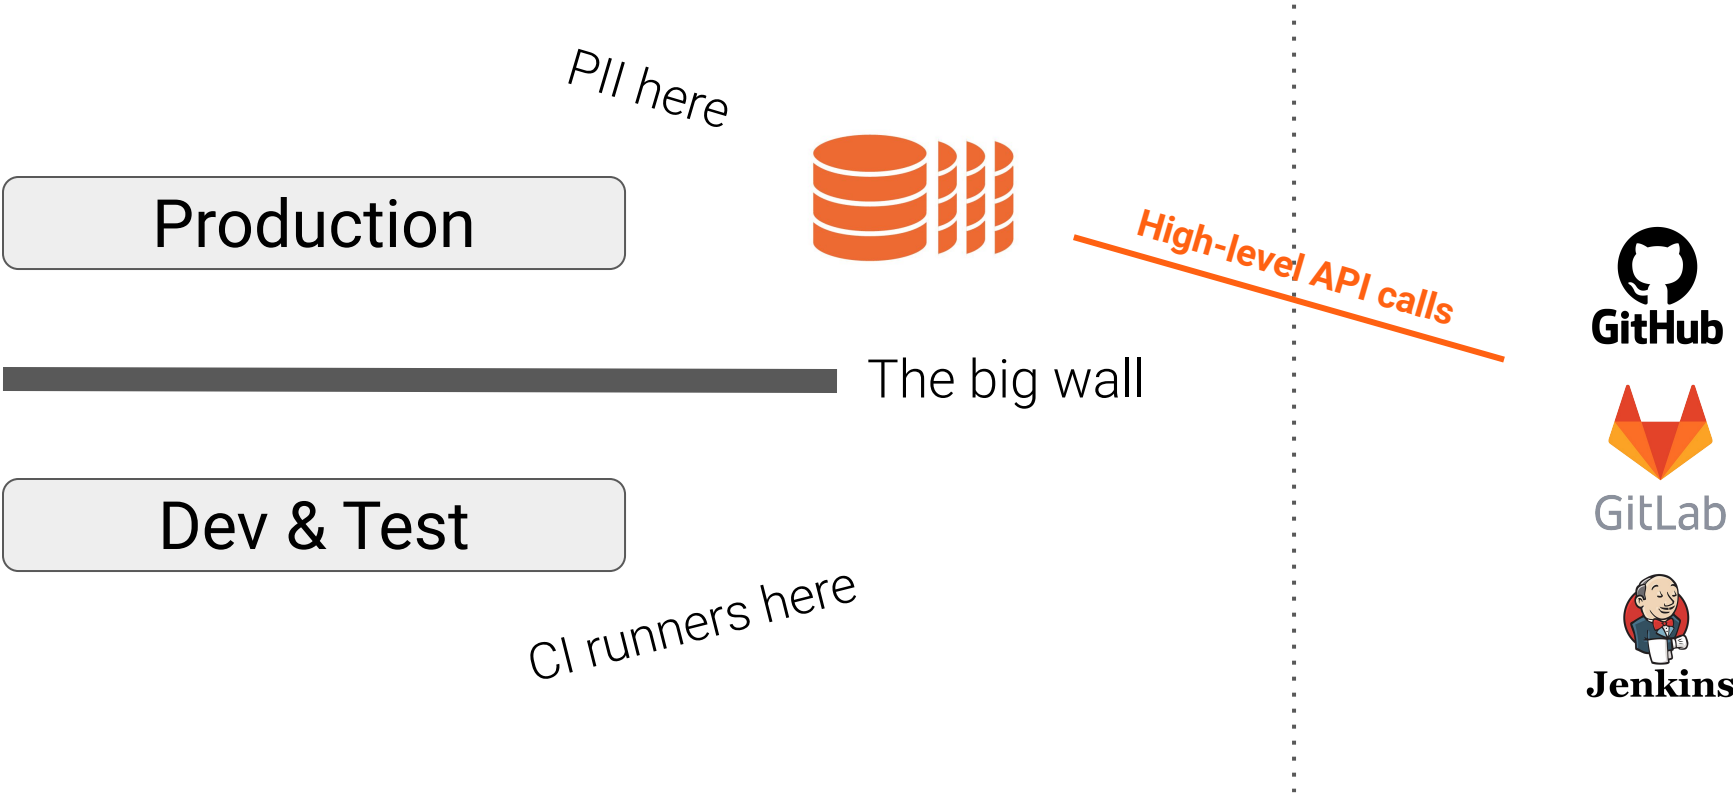 PII here
Production
High-level API calls
GitHub
The big wall
GitLab
Dev & Test
CI runners here
Jenkins